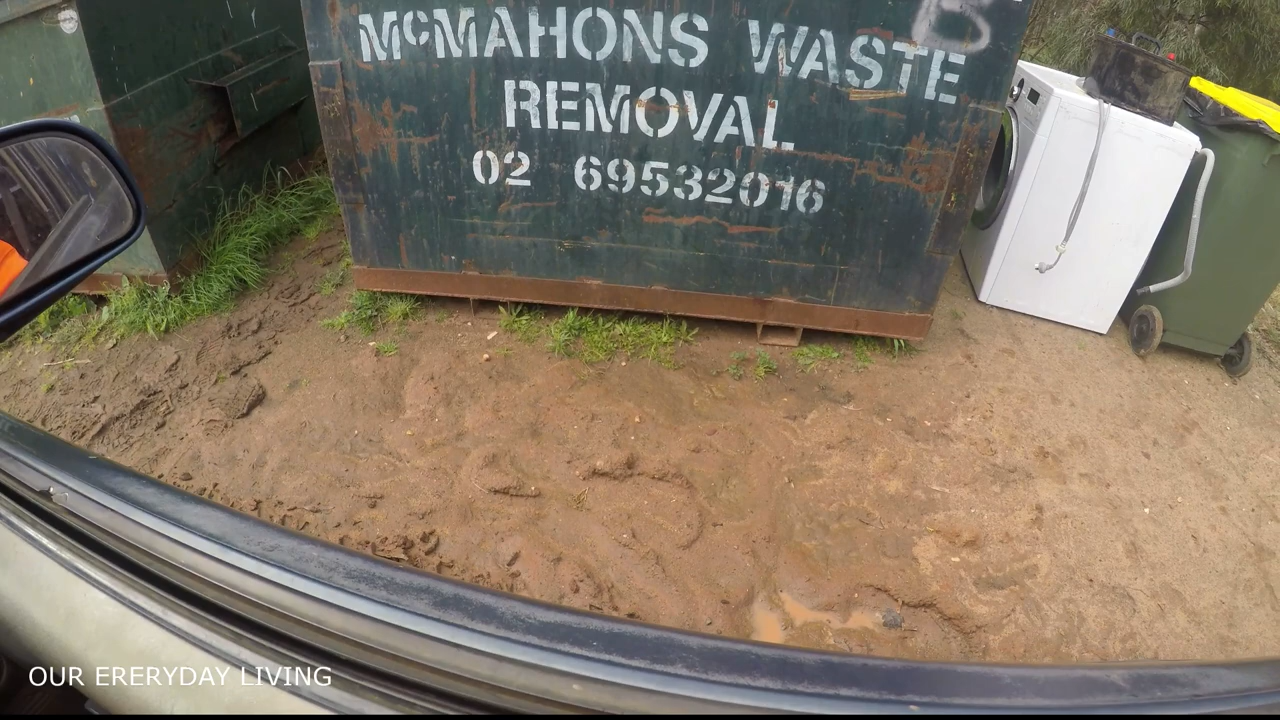 McMAHONS WASTE
REMOVAL
02 69532016
B
OUR ERERYDAY LIVING